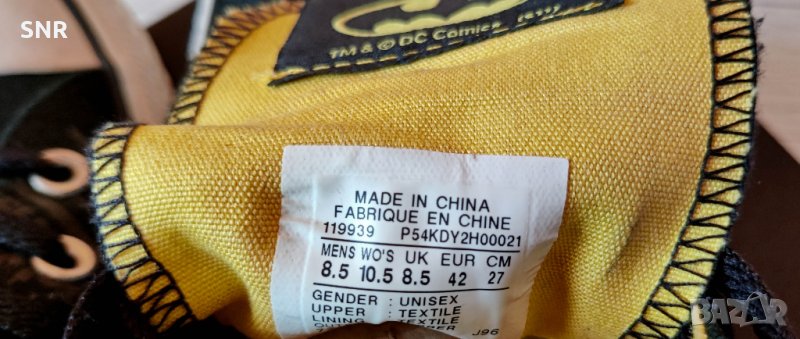 SNR
TM & © DC Comics
MADE IN CHINA
FABRIQUE EN CHINE
119939 P54KDY2H00021
MENS WO'S UK EUR CM
8.5 10.5 8.5 42 27
GENDER : UNISEX
UPPER : TEXTILE
LINING : TEXTILE
J96
BAZAR